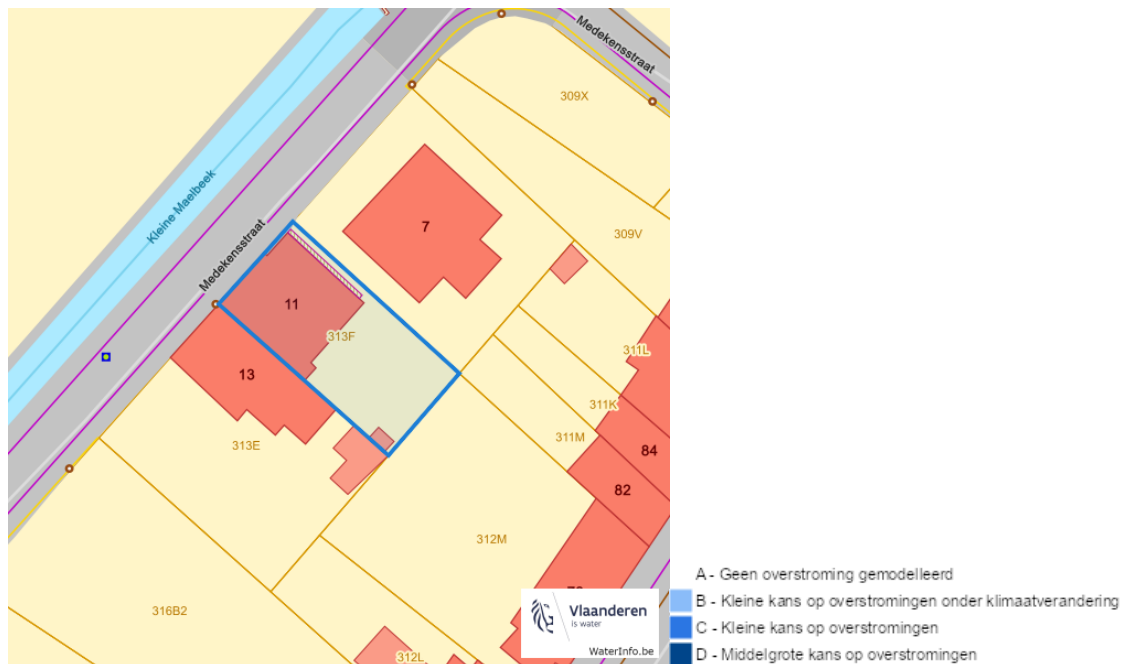 Medekensstraat
309X
Kleine Maelbeek
7
309V
Medekensstraat
11
313F
311L
13
311K
313E
311M
84
82
312M
316B2
Vlaanderen
is water
WaterInfo.be
312L
A - Geen overstroming gemodelleerd
B - Kleine kans op overstromingen onder klimaatverandering
C - Kleine kans op overstromingen
D - Middelgrote kans op overstromingen